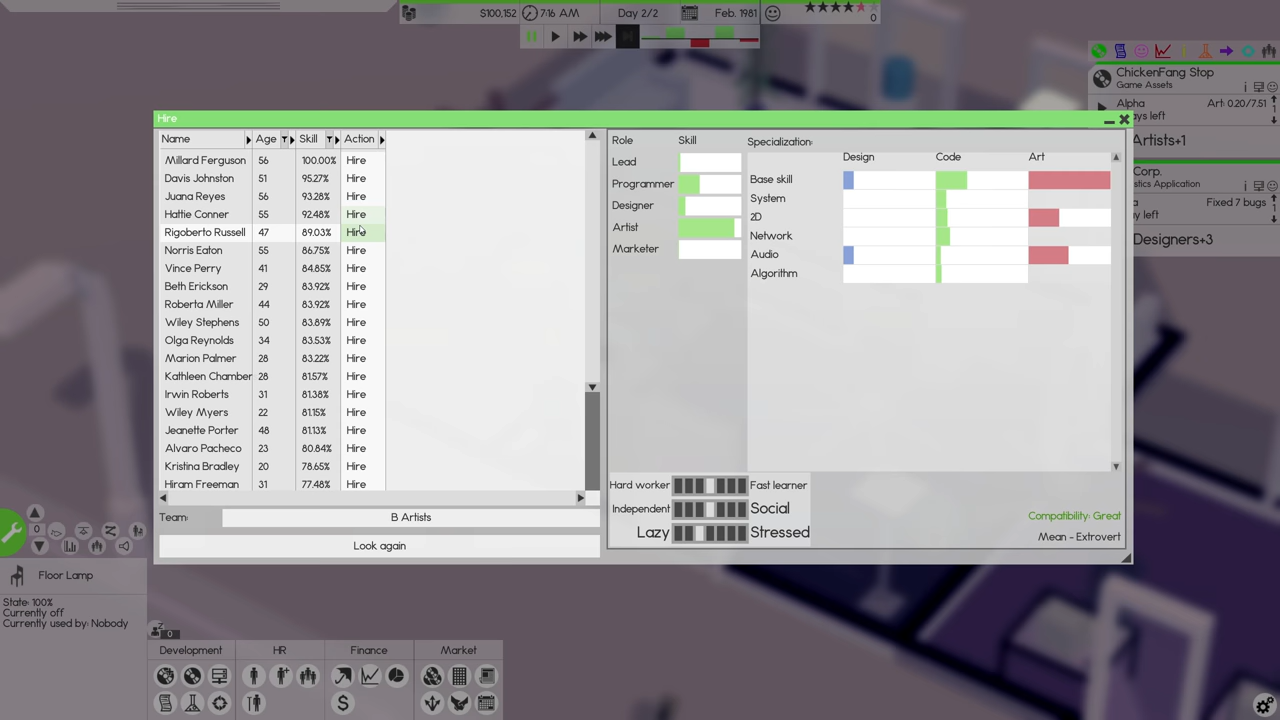 $100,152
7:16 AM
Day 2/2
Feb. 1981
0
ChickenFang Stop
Game Assets
Alpha
Art: 0.20/7.51
ays left
Artists+1
Corp.
stics Application
a
Fixed 7 bugs
y left
Designers+3
Hire
Name Age Skill Action
Millard Ferguson 56 100.00% Hire
Davis Johnston 51 95.27% Hire
Juana Reyes 56 93.28% Hire
Hattie Conner 55 92.48% Hire
Rigoberto Russell 47 89.03% Hire
Norris Eaton 55 86.75% Hire
Vince Perry 41 84.85% Hire
Beth Erickson 29 83.92% Hire
Roberta Miller 44 83.92% Hire
Wiley Stephens 50 83.89% Hire
Olga Reynolds 34 83.53% Hire
Marion Palmer 28 83.22% Hire
Kathleen Chamber 28 81.57% Hire
Irwin Roberts 31 81.38% Hire
Wiley Myers 22 81.15% Hire
Jeanette Porter 48 81.13% Hire
Alvaro Pacheco 23 80.84% Hire
Kristina Bradley 20 78.65% Hire
Hiram Freeman 31 77.48% Hire
Team: B Artists
Look again
Role Skill
Lead
Programmer
Designer
Artist
Marketer
Specialization:
Design Code Art
Base skill
System
2D
Network
Audio
Algorithm
Hard worker Fast learner
Independent Social
Lazy Stressed
Compatibility: Great
Mean - Extrovert
0
Floor Lamp
State: 100%
Currently off
Currently used by: Nobody
Z
0
Development HR Finance Market